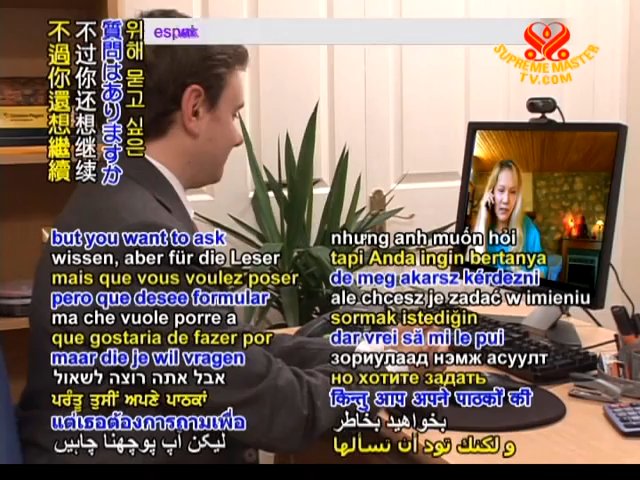 위해 묻고 싶은
質問はありますか
不过你还想继续
不過你還想繼續
SUPREME MASTER
TV.COM
but you want to ask
wissen, aber für die Leser
mais que vous voulez poser
pero que desee formular
ma che vuole porre a
que gostaria de fazer por
maar die je wil vragen
אבל אתה רוצה לשאול
ਪਰੰਤੂ ਤੁਸੀਂ ਅਪਣੇ ਪਾਠਕਾਂ
แต่เธอต้องการถามเพื่อ
لیکن آپ پوچھنا چاہیں
nhưng anh muốn hỏi
tapi Anda ingin bertanya
de meg akarsz kérdezni
ale chcesz je zadać w imieniu
sormak istediğin
dar vrei să mi le pui
зориулаад нэмж асуулт
но хотите задать
किन्तु आप अपने पाठकों की
بخواهید بخاطر
و لكنك تود أن تسألها